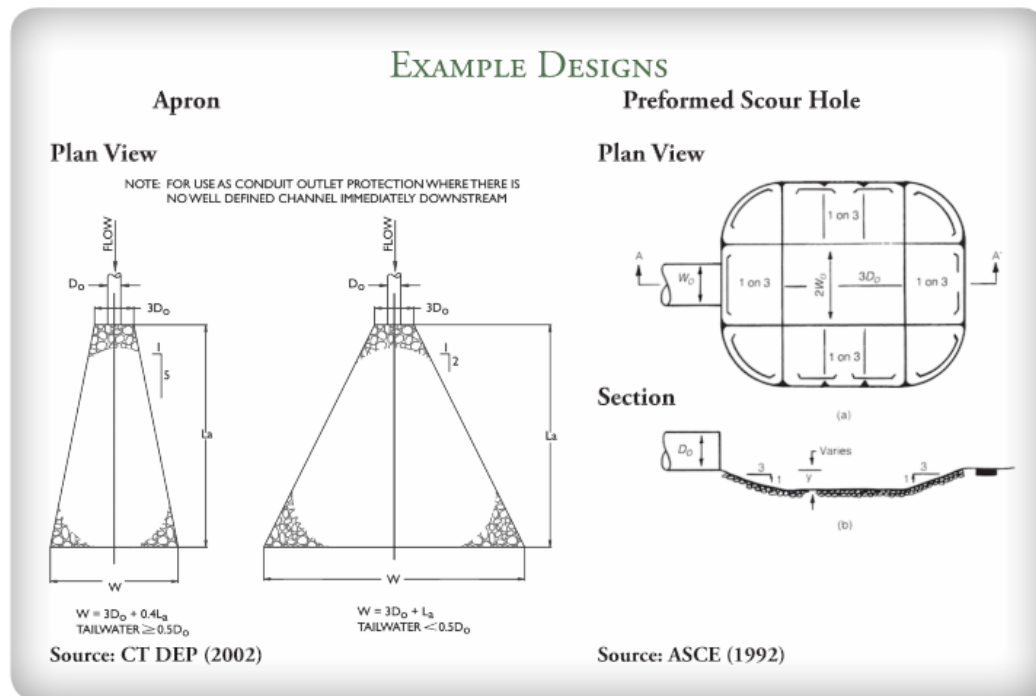 EXAMPLE DESIGNS
Apron
Plan View
NOTE: FOR USE AS CONDUIT OUTLET PROTECTION WHERE THERE IS
NO WELL DEFINED CHANNEL IMMEDIATELY DOWNSTREAM
FLOW
Do
3Do
1
5
La
W
W = 3Do + 0.4La
TAILWATER ≥ 0.5Do
FLOW
Do
3Do
1
2
La
W
W = 3Do + La
TAILWATER < 0.5Do
Source: CT DEP (2002)
Preformed Scour Hole
Plan View
1 on 3
A
WO
1 on 3
2WO
3DO
1 on 3
A'
1 on 3
(a)
Section
DO
Varies
3
1
y
3
1
(b)
Source: ASCE (1992)